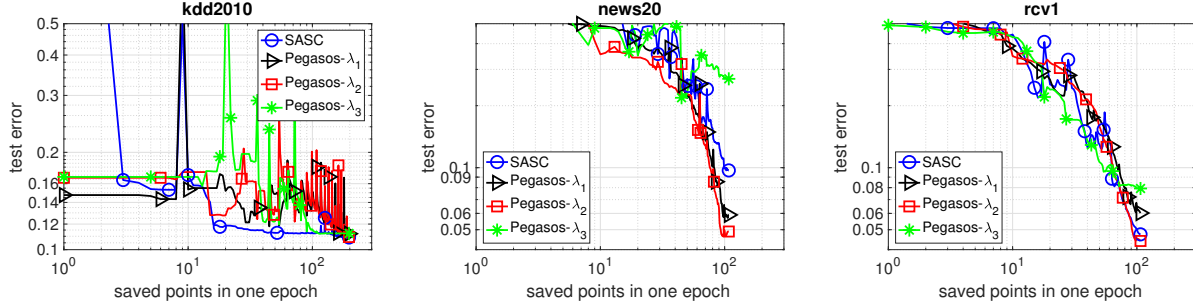 kdd2010
0.5
0.4
0.3
0.2
0.16
0.14
0.12
0.1
test error
10^0
10^1
10^2
saved points in one epoch
SASC
Pegasos-λ₁
Pegasos-λ₂
Pegasos-λ₃
news20
0.1
0.09
0.06
0.05
test error
10^0
10^1
10^2
saved points in one epoch
SASC
Pegasos-λ₁
Pegasos-λ₂
Pegasos-λ₃
rcv1
0.1
0.08
0.06
0.05
test error
10^0
10^1
10^2
saved points in one epoch
SASC
Pegasos-λ₁
Pegasos-λ₂
Pegasos-λ₃